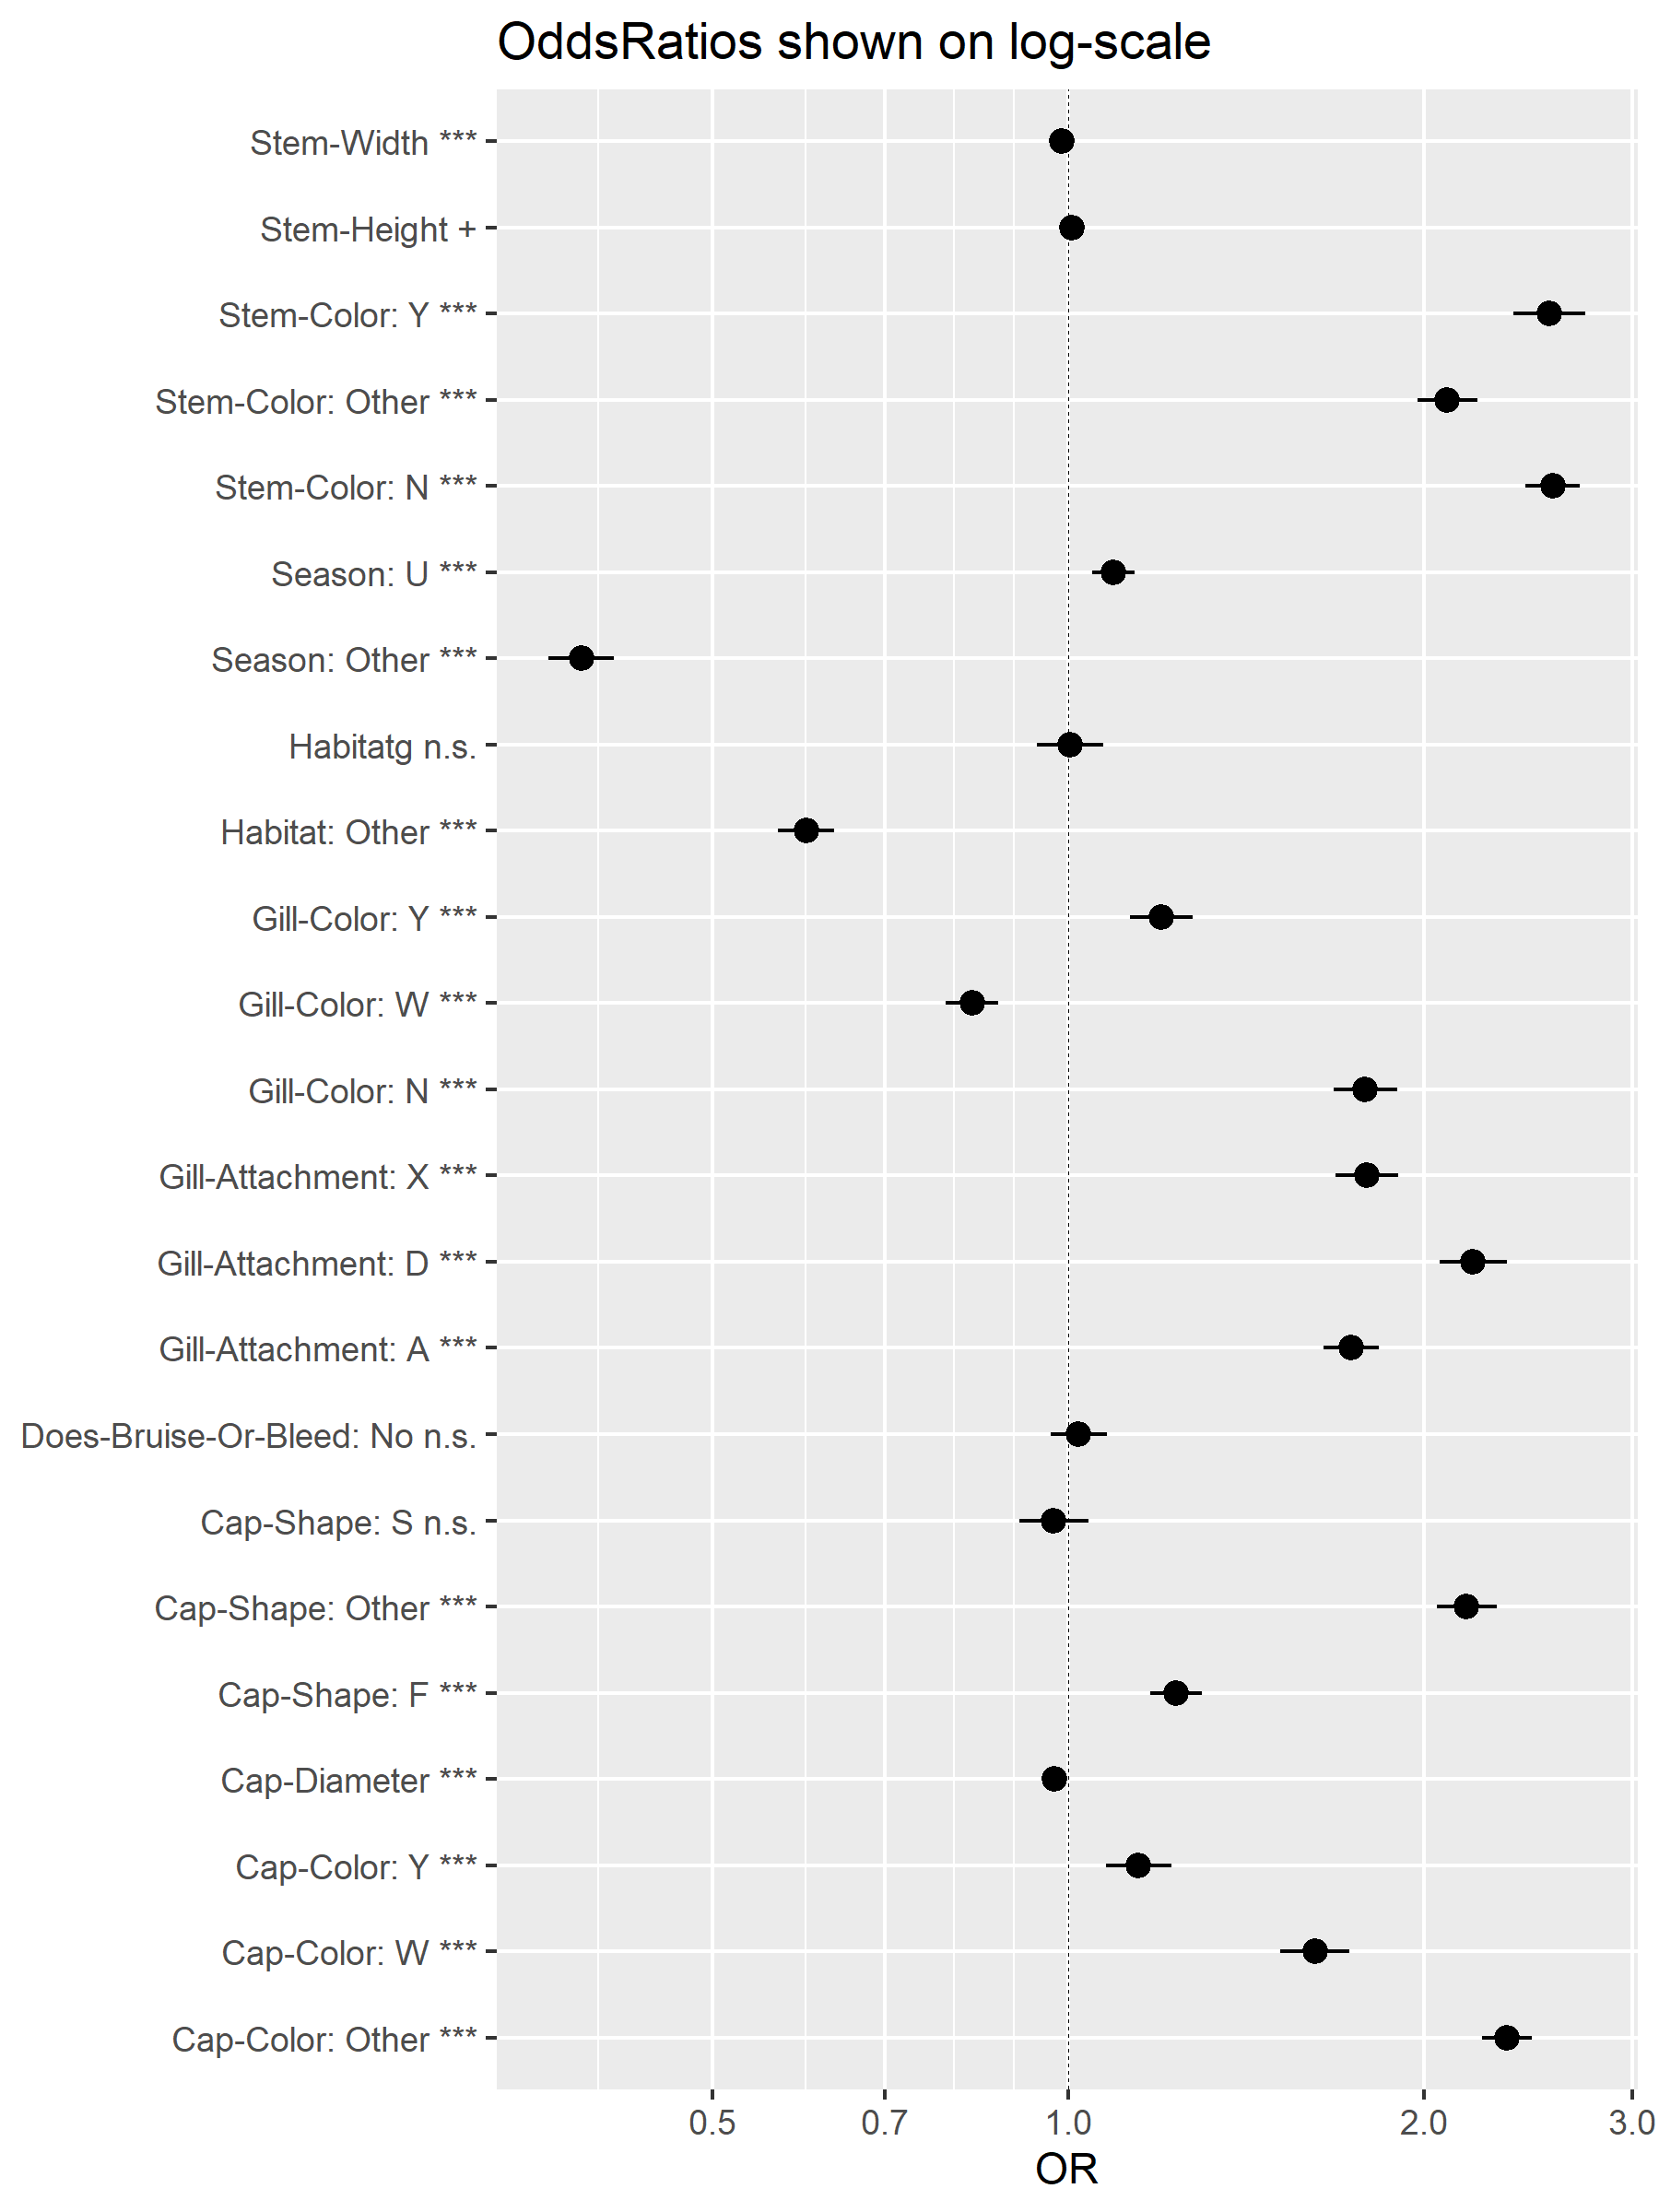 OddsRatios shown on log-scale
Stem-Width ***
Stem-Height +
Stem-Color: Y ***
Stem-Color: Other ***
Stem-Color: N ***
Season: U ***
Season: Other ***
Habitatg n.s.
Habitat: Other ***
Gill-Color: Y ***
Gill-Color: W ***
Gill-Color: N ***
Gill-Attachment: X ***
Gill-Attachment: D ***
Gill-Attachment: A ***
Does-Bruise-Or-Bleed: No n.s.
Cap-Shape: S n.s.
Cap-Shape: Other ***
Cap-Shape: F ***
Cap-Diameter ***
Cap-Color: Y ***
Cap-Color: W ***
Cap-Color: Other ***
0.5 0.7 1.0 2.0 3.0
OR